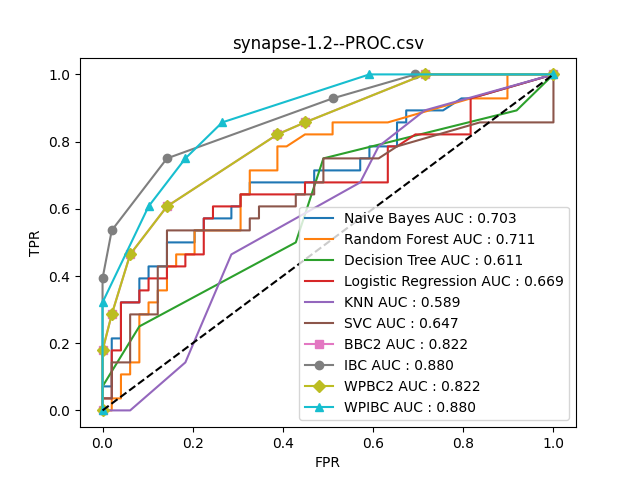 synapse-1.2--PROC.csv
TPR
1.0
0.8
0.6
0.4
0.2
0.0
Naive Bayes AUC : 0.703
Random Forest AUC : 0.711
Decision Tree AUC : 0.611
Logistic Regression AUC : 0.669
KNN AUC : 0.589
SVC AUC : 0.647
BBC2 AUC : 0.822
IBC AUC : 0.880
WPBC2 AUC : 0.822
WPIBC AUC : 0.880
0.0 0.2 0.4 0.6 0.8 1.0
FPR